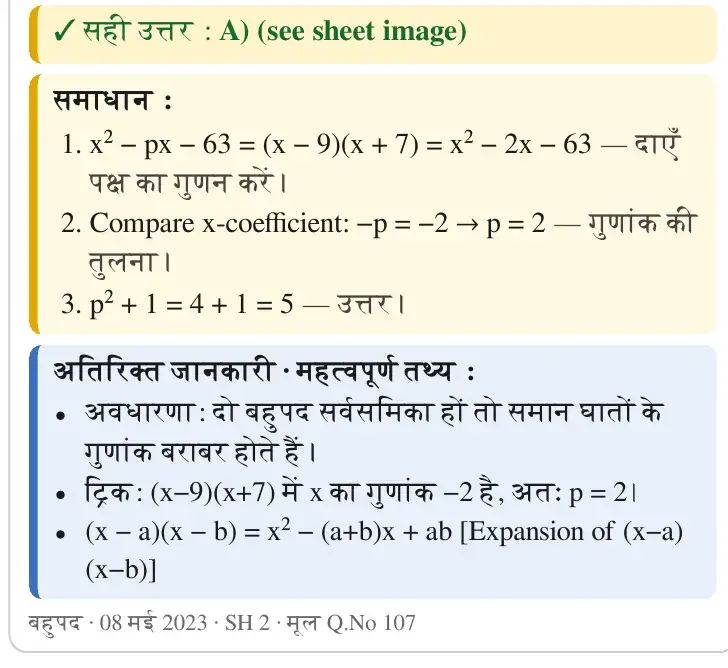 ✓ सही उत्तर : A) (see sheet image)
समाधान :
1. x² − px − 63 = (x − 9)(x + 7) = x² − 2x − 63 — दाएँ
पक्ष का गुणन करें।
2. Compare x-coefficient: −p = −2 → p = 2 — गुणांक की
तुलना।
3. p² + 1 = 4 + 1 = 5 — उत्तर।
अतिरिक्त जानकारी · महत्वपूर्ण तथ्य :
• अवधारणा : दो बहुपद सर्वसमिका हों तो समान घातों के
गुणांक बराबर होते हैं।
• ट्रिक : (x−9)(x+7) में x का गुणांक −2 है, अतः p = 2।
• (x − a)(x − b) = x² − (a+b)x + ab [Expansion of (x−a)
(x−b)]
बहुपद · 08 मई 2023 · SH 2 · मूल Q.No 107